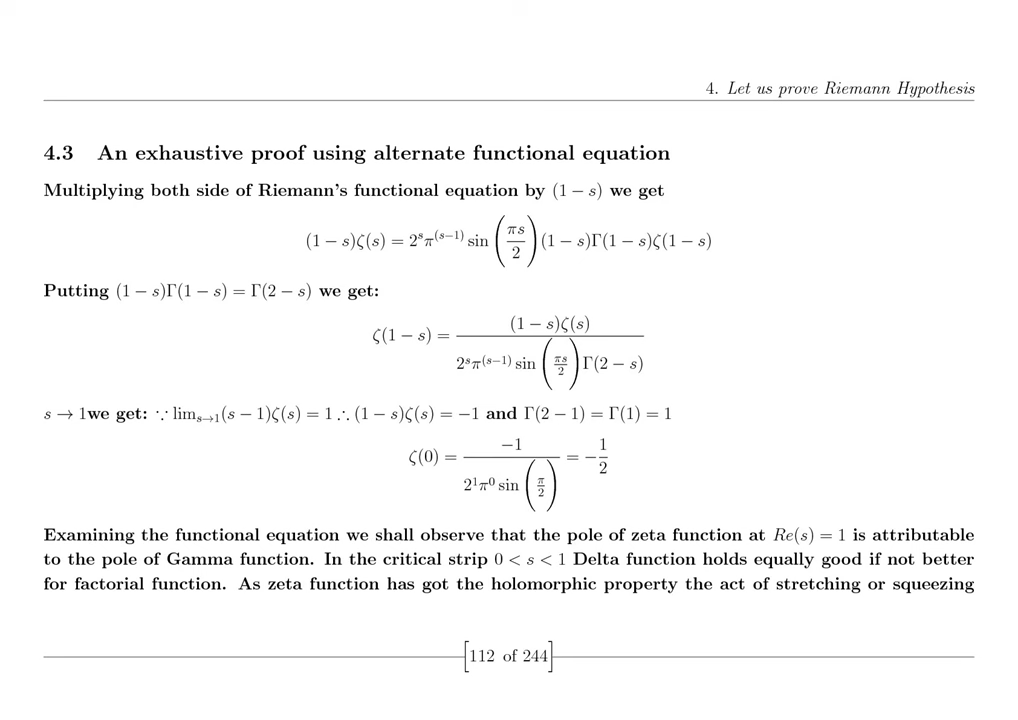 4. Let us prove Riemann Hypothesis
4.3 An exhaustive proof using alternate functional equation
Multiplying both side of Riemann's functional equation by (1 − s) we get
(1 − s)ζ(s) = 2^s π^(s−1) sin(πs/2)(1 − s)Γ(1 − s)ζ(1 − s)
Putting (1 − s)Γ(1 − s) = Γ(2 − s) we get:
ζ(1 − s) = (1 − s)ζ(s) / 2^s π^(s−1) sin(πs/2)Γ(2 − s)
s → 1we get: ∵ lim_{s→1}(s − 1)ζ(s) = 1 ∴ (1 − s)ζ(s) = −1 and Γ(2 − 1) = Γ(1) = 1
ζ(0) = −1 / 2^1 π^0 sin(π/2) = −1/2
Examining the functional equation we shall observe that the pole of zeta function at Re(s) = 1 is attributable
to the pole of Gamma function. In the critical strip 0 < s < 1 Delta function holds equally good if not better
for factorial function. As zeta function has got the holomorphic property the act of stretching or squeezing
[112 of 244]